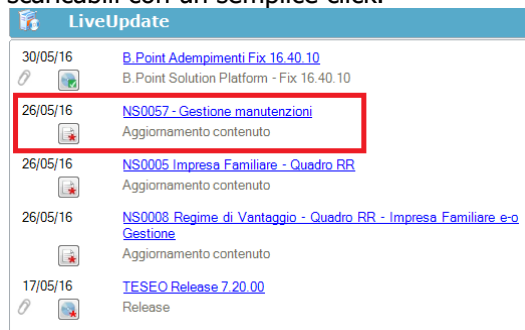 scaricabili con un semplice click.
LiveUpdate
30/05/16 B.Point Adempimenti Fix 16.40.10
B.Point Solution Platform - Fix 16.40.10
26/05/16 NS0057 - Gestione manutenzioni
Aggiornamento contenuto
26/05/16 NS0005 Impresa Familiare - Quadro RR
Aggiornamento contenuto
26/05/16 NS0008 Regime di Vantaggio - Quadro RR - Impresa Familiare e-o
Gestione
Aggiornamento contenuto
17/05/16 TESEO Release 7.20.00
Release